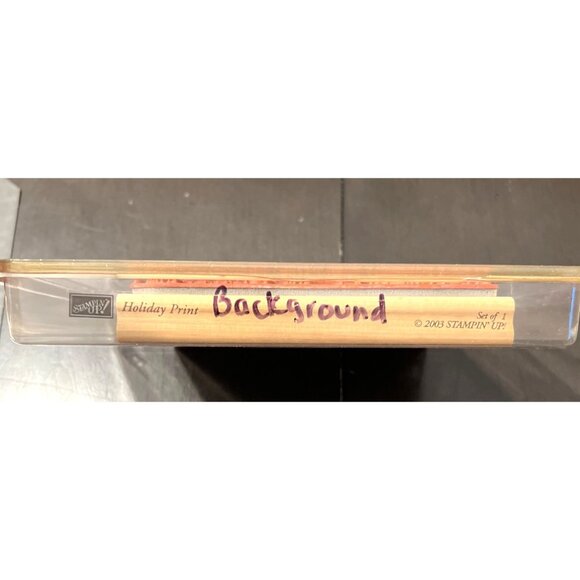 STAMPIN' UP!
Holiday Print
Background
Set of 1
© 2003 STAMPIN' UP!